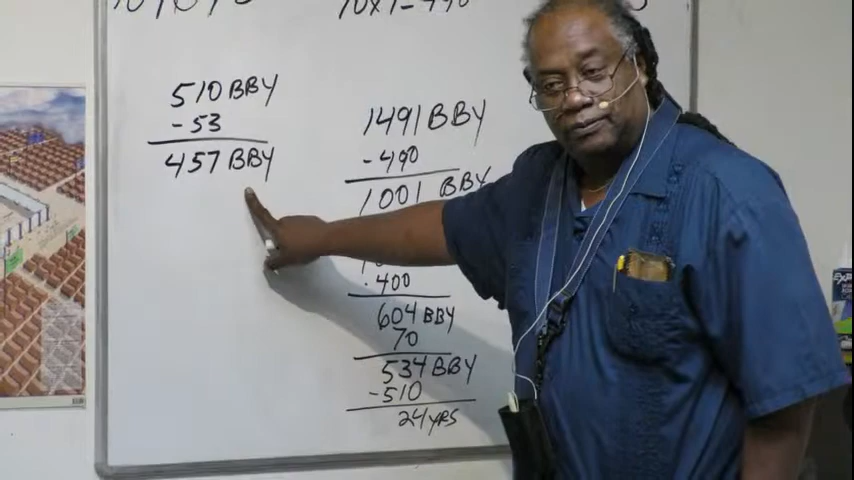 510 BBY
- 53
457 BBY
1491 BBY
- 490
1001 BBY
400
604 BBY
70
534 BBY
- 510
24 YRS